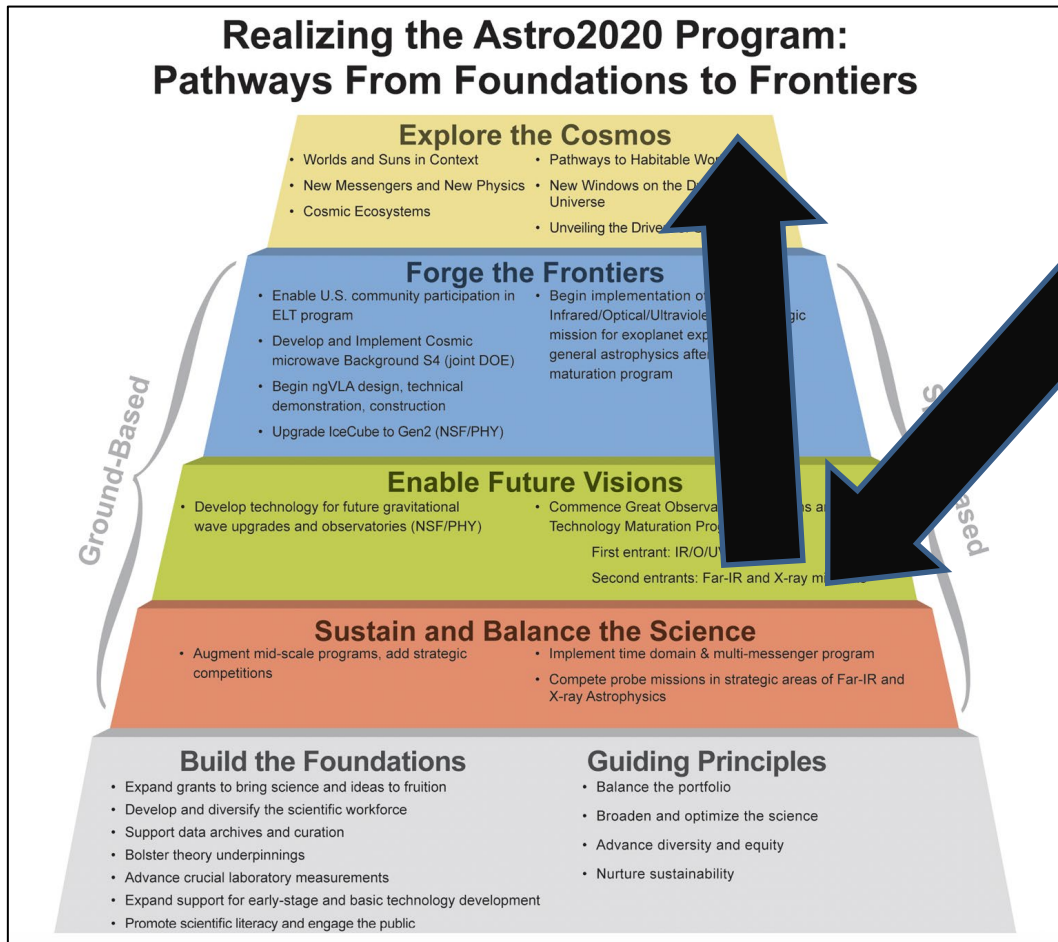 Realizing the Astro2020 Program:
Pathways From Foundations to Frontiers
Explore the Cosmos
• Worlds and Suns in Context
• New Messengers and New Physics
• Cosmic Ecosystems
• Pathways to Habitable
• New Windows on the
Universe
• Unveiling the
Ground-Based
Forge the Frontiers
• Enable U.S. community participation in
ELT program
• Develop and Implement Cosmic
microwave Background S4 (joint DOE)
• Begin ngVLA design, technical
demonstration, construction
• Upgrade IceCube to Gen2 (NSF/PHY)
• Begin implementation of
mission for exoplanet
general astrophysics after
maturation program
Enable Future Visions
• Develop technology for future gravitational
wave upgrades and observatories (NSF/PHY)
• Commence Great
Technology Maturation
First entrant:
Second entrants: Far-IR and X-ray
Sustain and Balance the Science
• Augment mid-scale programs, add strategic
competitions
• Implement time domain & multi-messenger program
• Compete probe missions in strategic areas of Far-IR and
X-ray Astrophysics
Build the Foundations
• Expand grants to bring science and ideas to fruition
• Develop and diversify the scientific workforce
• Support data archives and curation
• Bolster theory underpinnings
• Advance crucial laboratory measurements
• Expand support for early-stage and basic technology development
• Promote scientific literacy and engage the public
Guiding Principles
• Balance the portfolio
• Broaden and optimize the science
• Advance diversity and equity
• Nurture sustainability